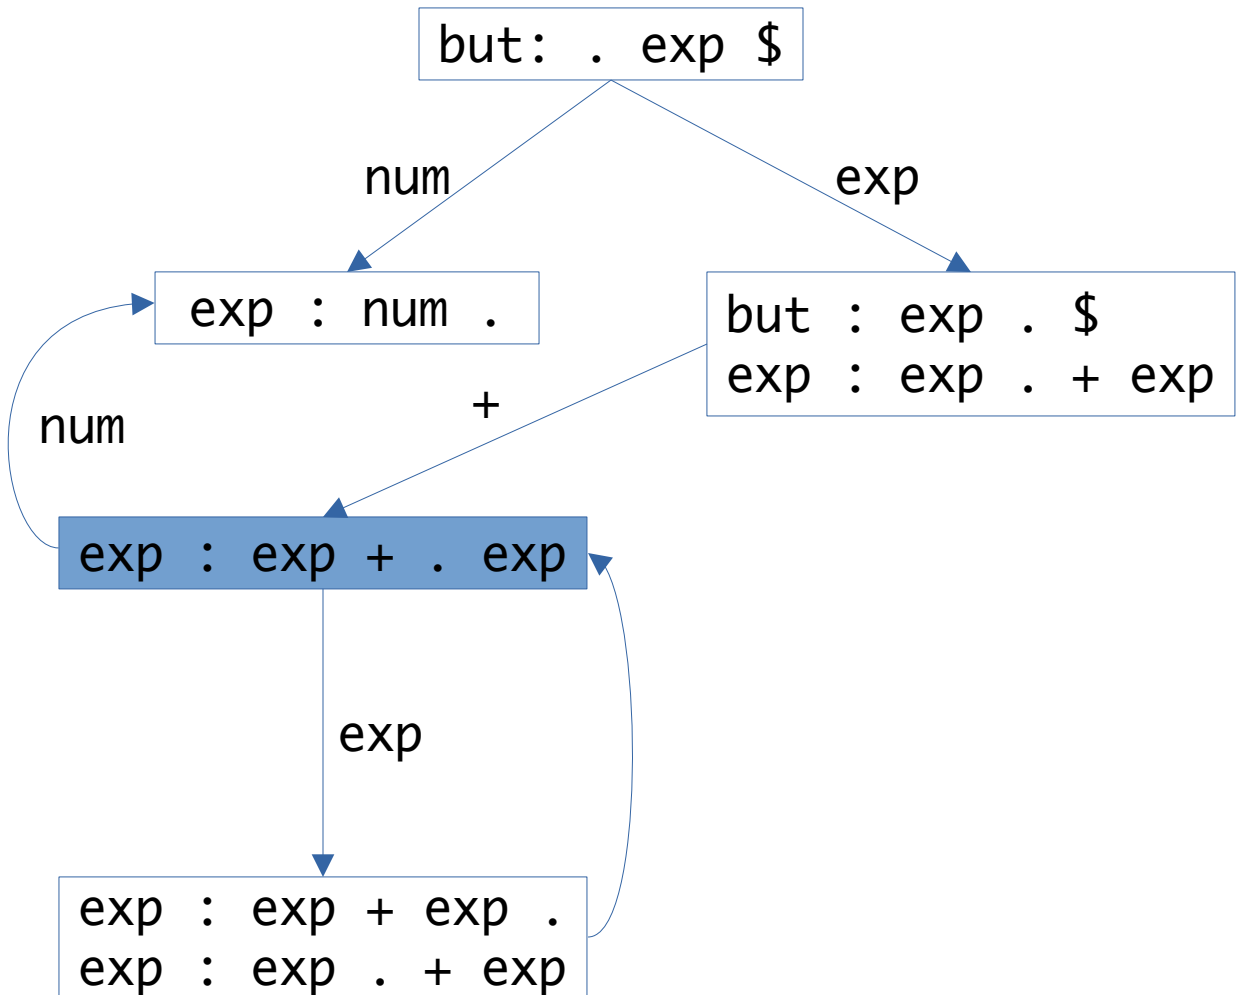 but: . exp $
num
exp
exp : num .
but : exp . $
exp : exp . + exp
+
num
exp : exp + . exp
exp
exp : exp + exp .
exp : exp . + exp